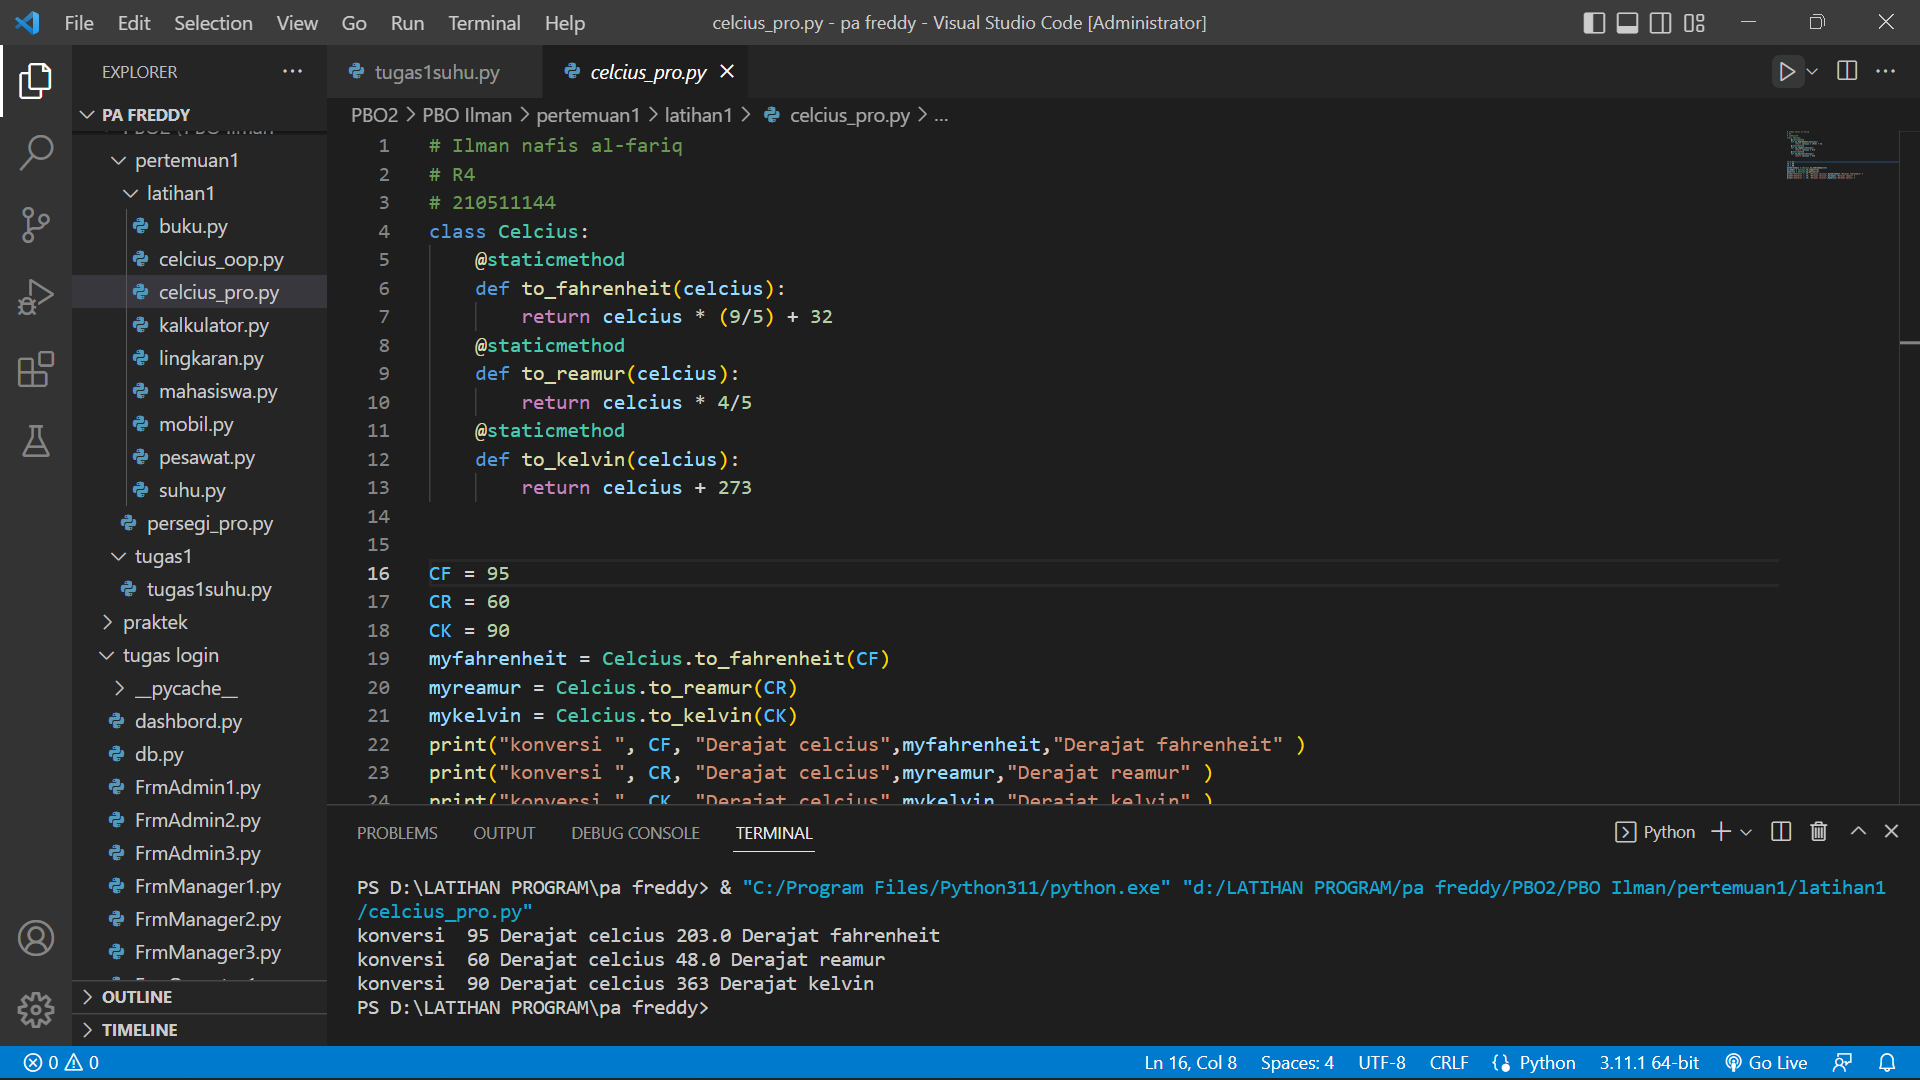 File Edit Selection View Go Run Terminal Help
celcius_pro.py - pa freddy - Visual Studio Code [Administrator]
EXPLORER
tugas1suhu.py
celcius_pro.py
PA FREDDY
PBO2 > PBO Ilman > pertemuan1 > latihan1 > celcius_pro.py > ...
pertemuan1
latihan1
buku.py
celcius_oop.py
celcius_pro.py
kalkulator.py
lingkaran.py
mahasiswa.py
mobil.py
pesawat.py
suhu.py
persegi_pro.py
tugas1
tugas1suhu.py
praktek
tugas login
__pycache__
dashbord.py
db.py
FrmAdmin1.py
FrmAdmin2.py
FrmAdmin3.py
FrmManager1.py
FrmManager2.py
FrmManager3.py
OUTLINE
TIMELINE
1 # Ilman nafis al-fariq
2 # R4
3 # 210511144
4 class Celcius:
5     @staticmethod
6     def to_fahrenheit(celcius):
7         return celcius * (9/5) + 32
8     @staticmethod
9     def to_reamur(celcius):
10         return celcius * 4/5
11     @staticmethod
12     def to_kelvin(celcius):
13         return celcius + 273
14
15
16 CF = 95
17 CR = 60
18 CK = 90
19 myfahrenheit = Celcius.to_fahrenheit(CF)
20 myreamur = Celcius.to_reamur(CR)
21 mykelvin = Celcius.to_kelvin(CK)
22 print("konversi ", CF, "Derajat celcius",myfahrenheit,"Derajat fahrenheit" )
23 print("konversi ", CR, "Derajat celcius",myreamur,"Derajat reamur" )
24 print("konversi ", CK, "Derajat celcius",mykelvin,"Derajat kelvin" )
PROBLEMS OUTPUT DEBUG CONSOLE TERMINAL
Python
PS D:\LATIHAN PROGRAM\pa freddy> & "C:/Program Files/Python311/python.exe" "d:/LATIHAN PROGRAM/pa freddy/PBO2/PBO Ilman/pertemuan1/latihan1
/celcius_pro.py"
konversi  95 Derajat celcius 203.0 Derajat fahrenheit
konversi  60 Derajat celcius 48.0 Derajat reamur
konversi  90 Derajat celcius 363 Derajat kelvin
PS D:\LATIHAN PROGRAM\pa freddy>
0 0
Ln 16, Col 8 Spaces: 4 UTF-8 CRLF Python 3.11.1 64-bit Go Live